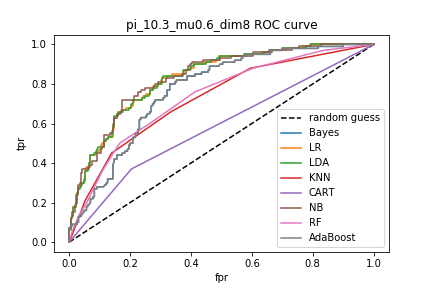 pi_10.3_mu0.6_dim8 ROC curve
tpr
1.0
0.8
0.6
0.4
0.2
0.0
random guess
Bayes
LR
LDA
KNN
CART
NB
RF
AdaBoost
0.0 0.2 0.4 0.6 0.8 1.0
fpr